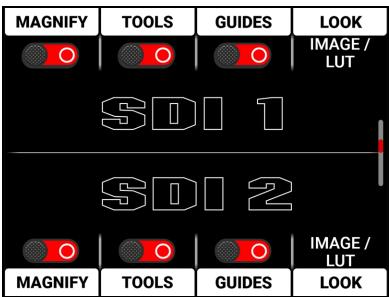 MAGNIFY TOOLS GUIDES LOOK
IMAGE /
LUT
SDI 1
SDI 2
IMAGE /
LUT
MAGNIFY TOOLS GUIDES LOOK